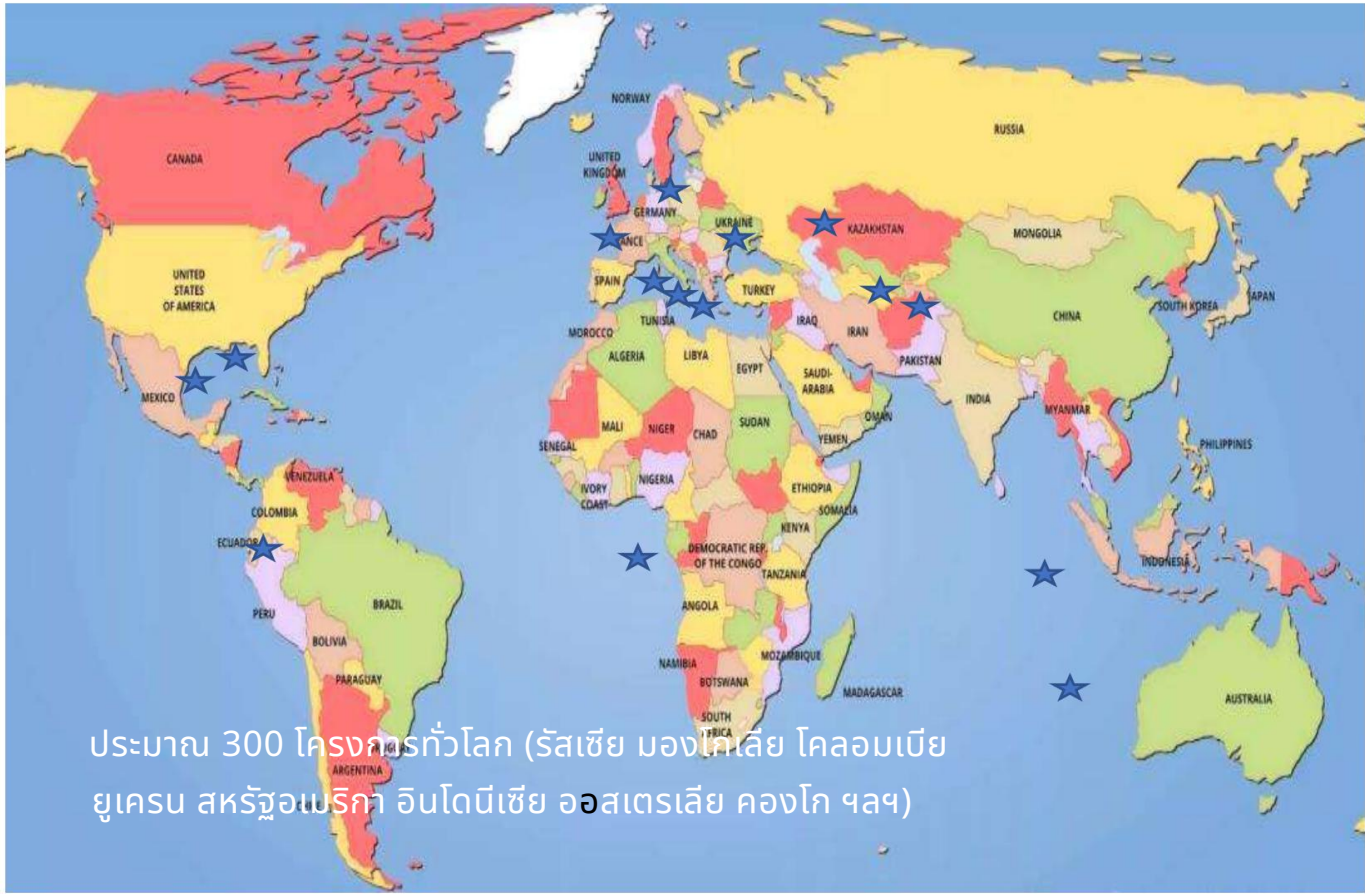 NORWAY
RUSSIA
CANADA
UNITED
KINGDOM
GERMANY
UKRAINE
KAZAKHSTAN
MONGOLIA
UNITED
STATES
OF AMERICA
SPAIN
TURKEY
SOUTH KOREA
JAPAN
CHINA
TUNISIA
MOROCCO
IRAQ
IRAN
ALGERIA
LIBYA
EGYPT
PAKISTAN
SAUDI-
ARABIA
MEXICO
INDIA
MYANMAR
OMAN
MALI
NIGER
CHAD
SUDAN
YEMEN
PHILIPPINES
SENEGAL
VENEZUELA
NIGERIA
IVORY
COAST
ETHIOPIA
SOMALIA
COLOMBIA
KENYA
ECUADOR
DEMOCRATIC REP.
OF THE CONGO
INDONESIA
TANZANIA
PERU
BRAZIL
ANGOLA
BOLIVIA
MOZAMBIQUE
NAMIBIA
BOTSWANA
MADAGASCAR
PARAGUAY
AUSTRALIA
SOUTH
AFRICA
ประมาณ 300 โครงการทั่วโลก (รัสเซีย มองโกเลีย โคลอมเบีย
ARGENTINA
ยูเครน สหรัฐอเมริกา อินโดนีเซีย ออสเตรเลีย คองโก ฯลฯ)